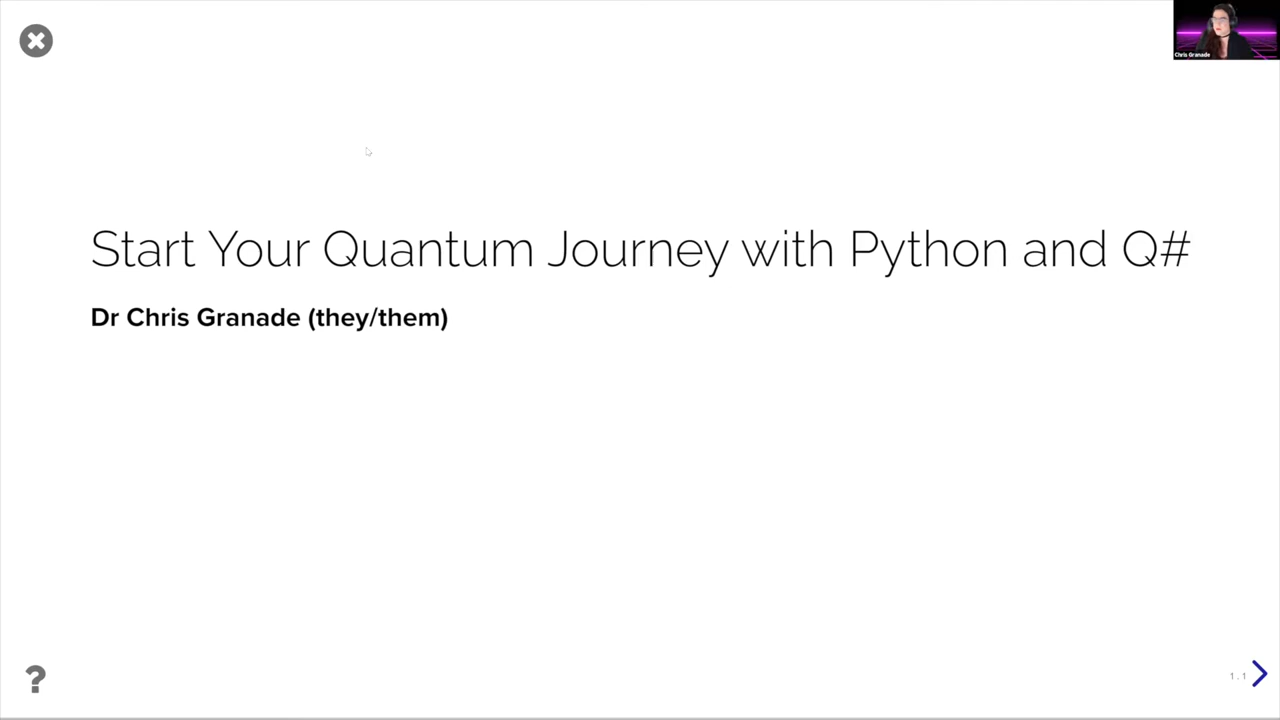 Chris Granade
Start Your Quantum Journey with Python and Q#
Dr Chris Granade (they/them)
?
1.1